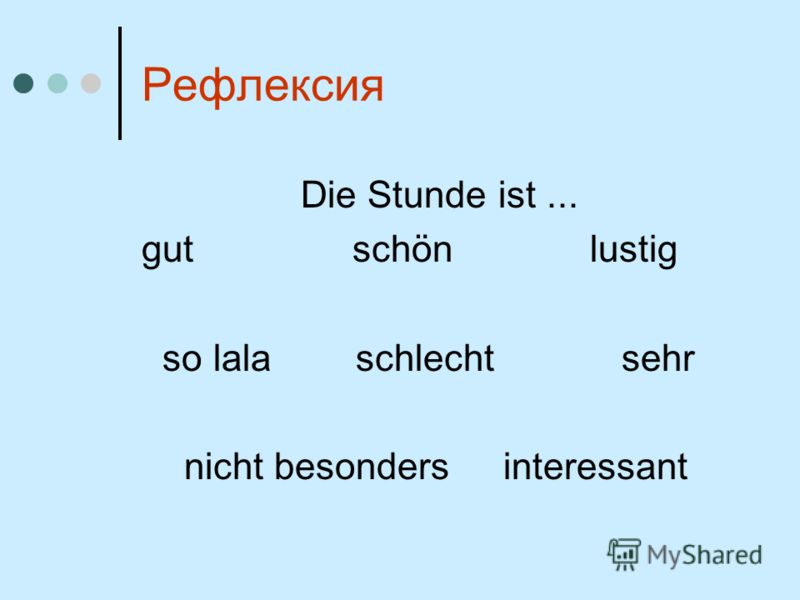 Рефлексия
Die Stunde ist ...
gut schön lustig
so lala schlecht sehr
nicht besonders interessant
MyShared